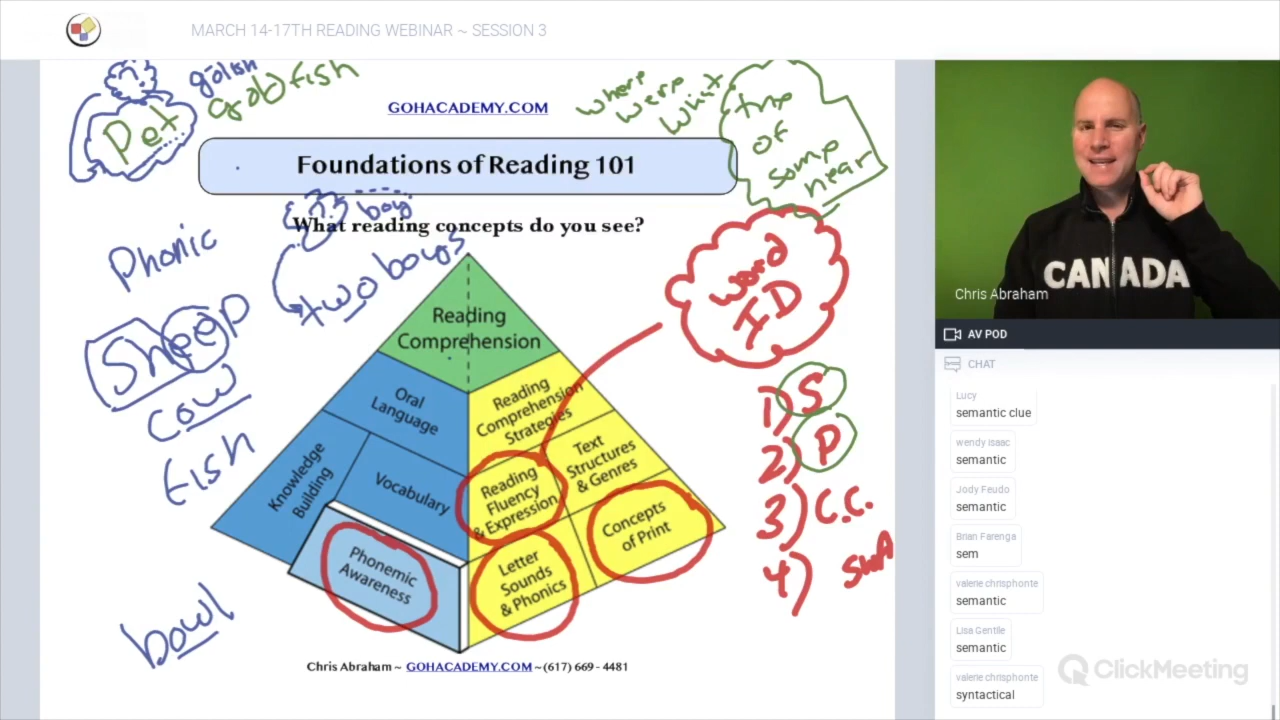 MARCH 14-17TH READING WEBINAR ~ SESSION 3
golish
goldfish
Pet
where
were
what
GOHACADEMY.COM
the
of
some
near
Foundations of Reading 101
boy
What reading concepts do you see?
two boys
Phonic
Sheep
cow
fish
bowl
word
ID
Reading
Comprehension
Oral
Language
Reading
Comprehension
Strategies
Knowledge
Building
Vocabulary
Reading
Fluency
& Expression
Text
Structures
& Genres
Phonemic
Awareness
Letter
Sounds
& Phonics
Concepts
of Print
1) S
2) P
3) C.C.
4)
Chris Abraham ~ GOHACADEMY.COM ~ (617) 669 - 4481
CANADA
Chris Abraham
AV POD
CHAT
Lucy
semantic clue
wendy isaac
semantic
Jody Feudo
semantic
Brian Farenga
sem
valerie chrisphonte
semantic
Lisa Gentile
semantic
valerie chrisphonte
syntactical
ClickMeeting